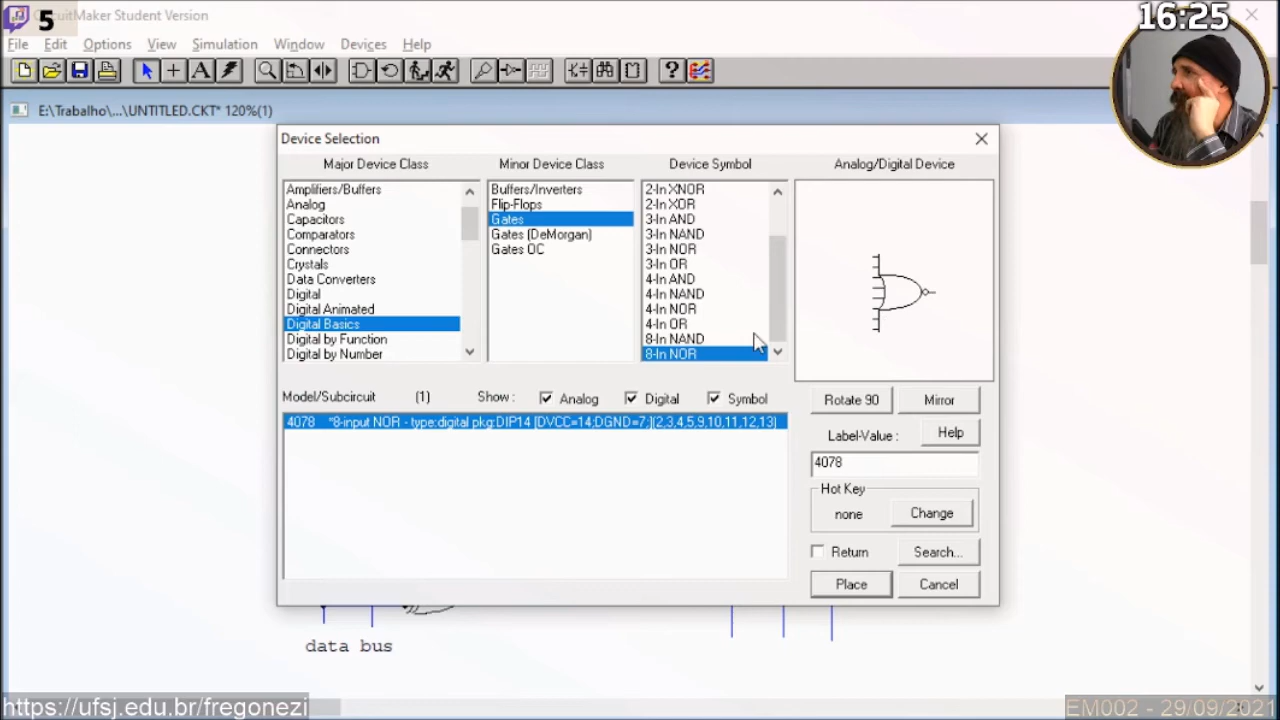 5
CircuitMaker Student Version
16:25
File Edit Options View Simulation Window Devices Help
E:\Trabalho\...\UNTITLED.CKT* 120%(1)
Device Selection
Major Device Class
Amplifiers/Buffers
Analog
Capacitors
Comparators
Connectors
Crystals
Data Converters
Digital
Digital Animated
Digital Basics
Digital by Function
Digital by Number
Minor Device Class
Buffers/Inverters
Flip-Flops
Gates
Gates (DeMorgan)
Gates OC
Device Symbol
2-In XNOR
2-In XOR
3-In AND
3-In NAND
3-In NOR
3-In OR
4-In AND
4-In NAND
4-In NOR
4-In OR
8-In NAND
8-In NOR
Analog/Digital Device
Model/Subcircuit (1) Show : Analog Digital Symbol
4078 *8-input NOR - type:digital pkg:DIP14 [DVCC=14;DGND=7;](2,3,4,5,9,10,11,12,13)
Rotate 90 Mirror
Label-Value : Help
4078
Hot Key
none Change
Return Search...
Place Cancel
data bus
https://ufsj.edu.br/fregonezi
EM002 - 29/09/2021